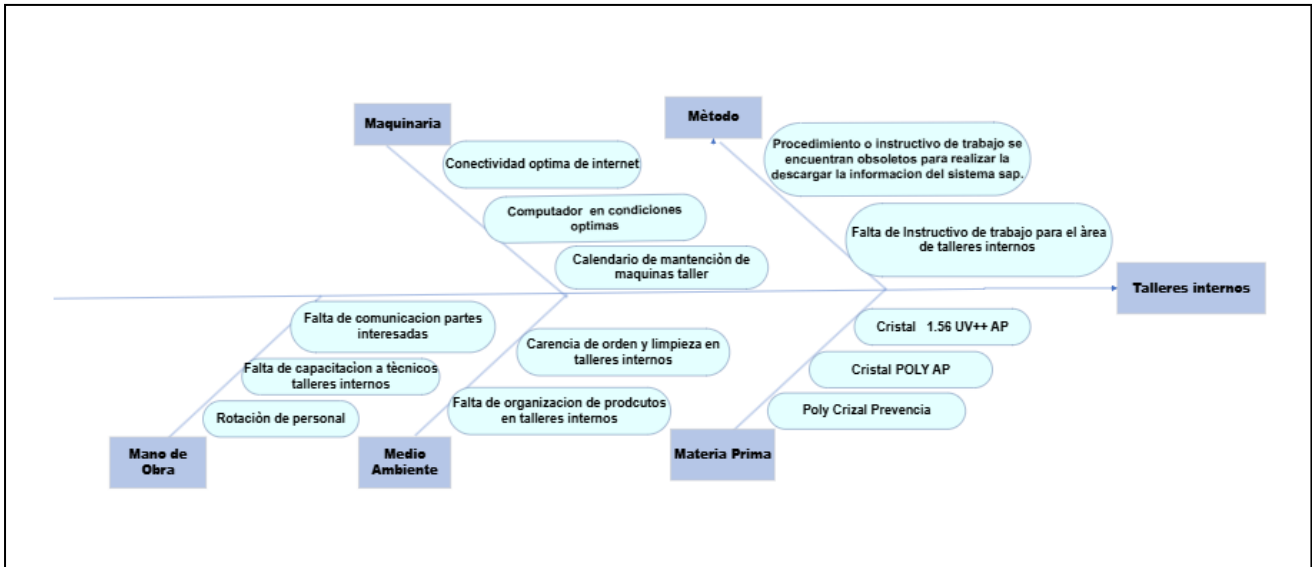 Maquinaria
Mètodo
Conectividad optima de internet
Computador en condiciones
optimas
Calendario de mantenciòn de
maquinas taller
Procedimiento o instructivo de trabajo se
encuentran obsoletos para realizar la
descargar la informacion del sistema sap.
Falta de Instructivo de trabajo para el àrea
de talleres internos
Talleres internos
Falta de comunicacion partes
interesadas
Falta de capacitaciòn a tècnicos
talleres internos
Rotaciòn de personal
Mano de
Obra
Carencia de orden y limpieza en
talleres internos
Falta de organizacion de prodcutos
en talleres internos
Medio
Ambiente
Cristal 1.56 UV++ AP
Cristal POLY AP
Poly Crizal Prevencia
Materia Prima